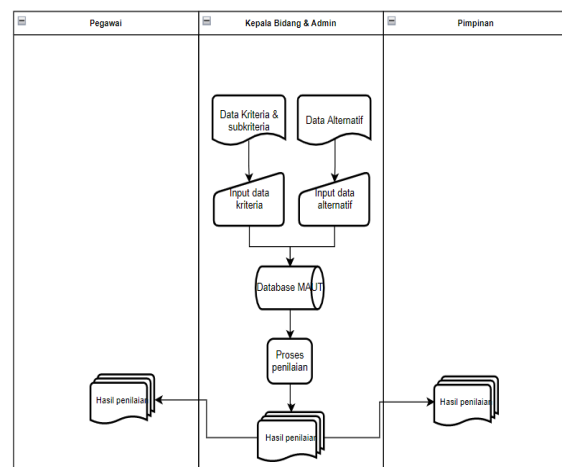 Pegawai
Kepala Bidang & Admin
Pimpinan
Data Kriteria &
subkriteria
Data Alternatif
Input data
kriteria
Input data
alternatif
Database MAUT
Proses
penilaian
Hasil penilaian
Hasil penilaian
Hasil penilaian